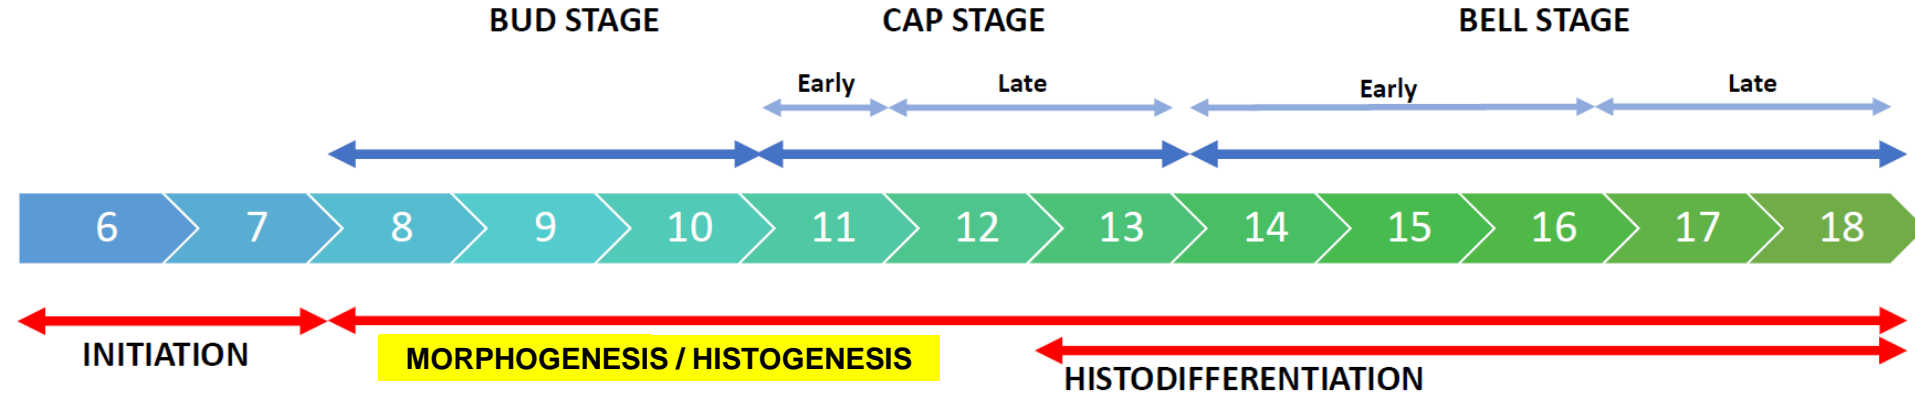 BUD STAGE CAP STAGE BELL STAGE
Early Late Early Late
6 7 8 9 10 11 12 13 14 15 16 17 18
INITIATION MORPHOGENESIS / HISTOGENESIS
HISTODIFFERENTIATION